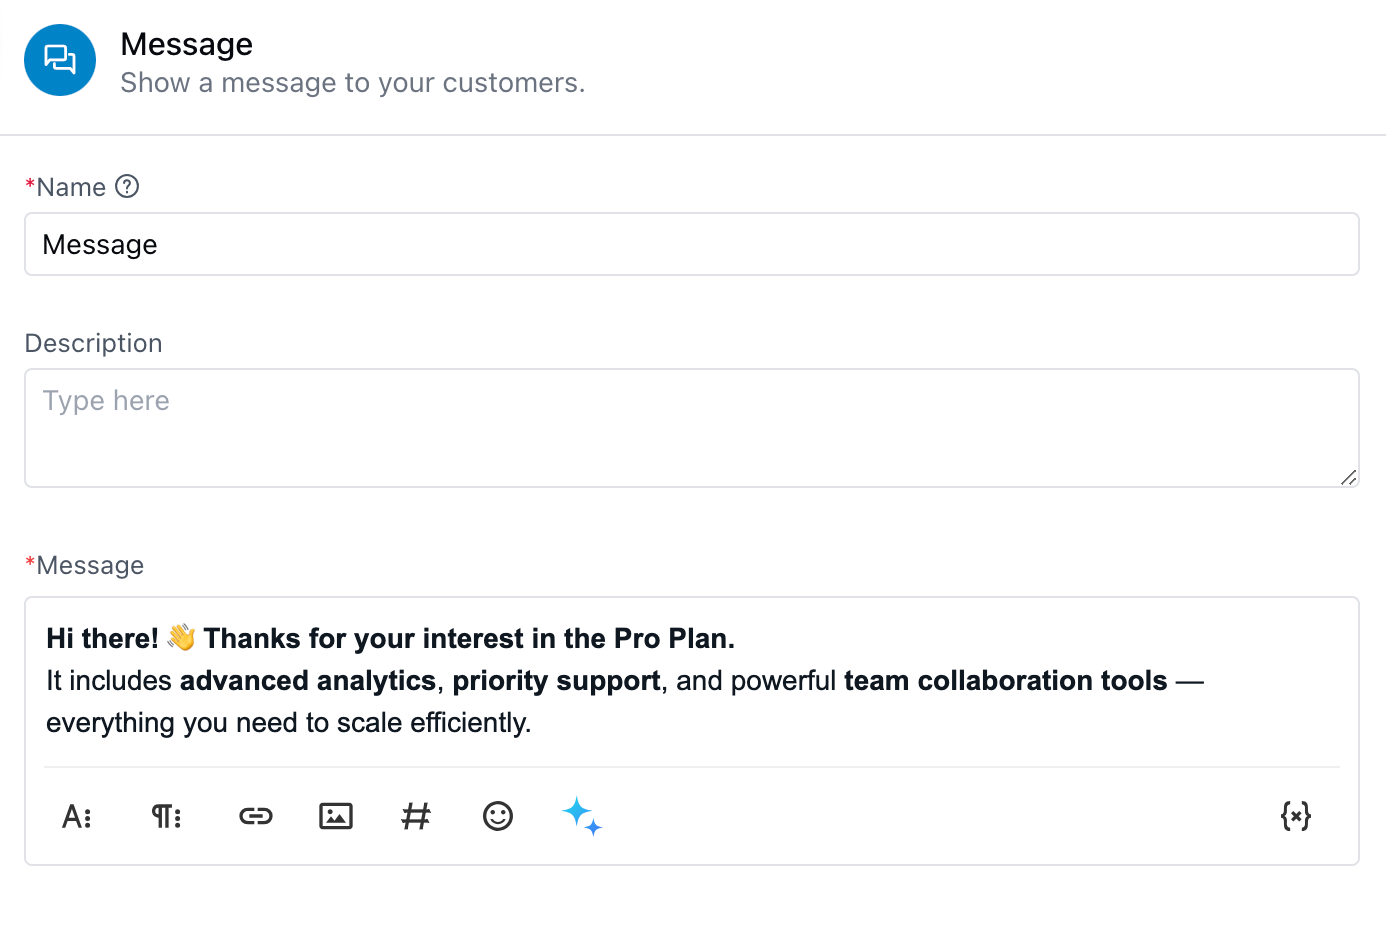 Message
Show a message to your customers.
*Name
Message
Description
Type here
*Message
Hi there! 👋 Thanks for your interest in the Pro Plan.
It includes advanced analytics, priority support, and powerful team collaboration tools —
everything you need to scale efficiently.